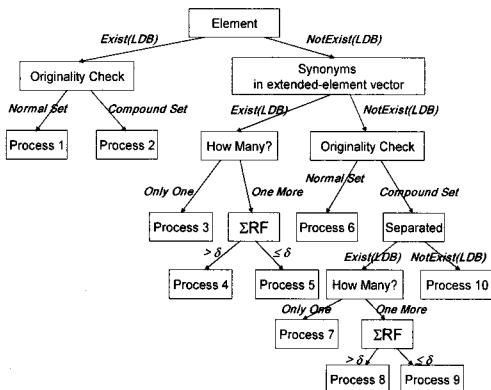 Element
Exist(LDB)
NotExist(LDB)
Originality Check
Synonyms
in extended-element vector
Normal Set
Compound Set
Exist(LDB)
NotExist(LDB)
Process 1
Process 2
How Many?
Originality Check
Only One
One More
Normal Set
Compound Set
Process 3
ΣRF
Process 6
Separated
> δ
≤ δ
Exist(LDB)
NotExist(LDB)
Process 4
Process 5
How Many?
Process 10
Only One
One More
Process 7
ΣRF
> δ
≤ δ
Process 8
Process 9